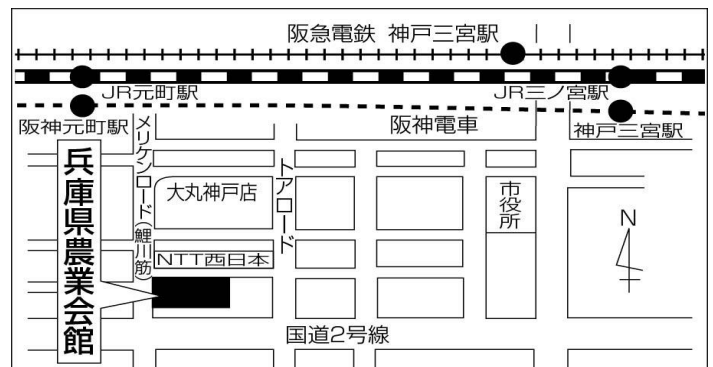 阪急電鉄 神戸三宮駅
JR元町駅
JR三ノ宮駅
阪神元町駅
阪神電車
神戸三宮駅
メリケンロード(鯉川筋)
トアロード
大丸神戸店
市役所
N
NTT西日本
兵庫県農業会館
国道2号線